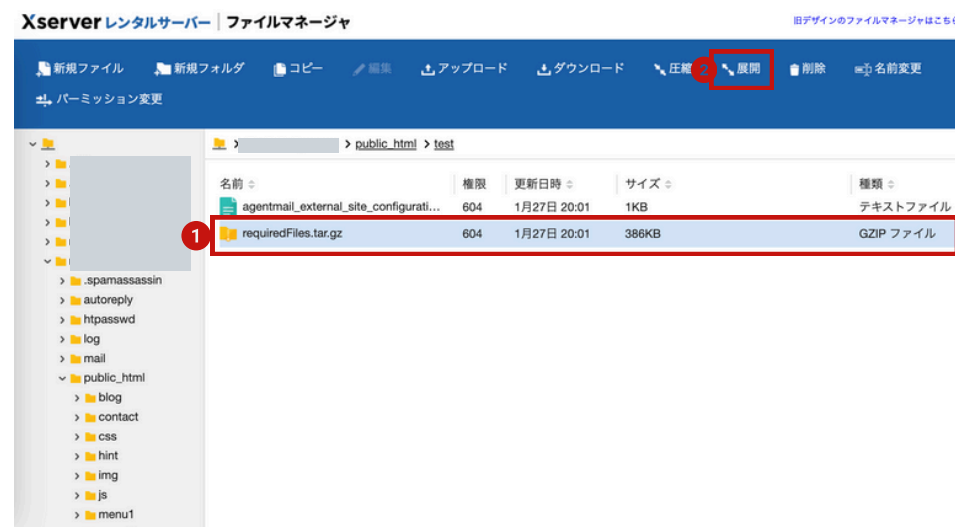 Xserver レンタルサーバー ファイルマネージャ 旧デザインのファイルマネージャはこちら
新規ファイル 新規フォルダ コピー 編集 アップロード ダウンロード 圧縮 2 展開 削除 名前変更
パーミッション変更
public_html > test
名前 権限 更新日時 サイズ 種類
agentmail_external_site_configurati... 604 1月27日 20:01 1KB テキストファイル
1 requiredFiles.tar.gz 604 1月27日 20:01 386KB GZIP ファイル
.spamassassin
autoreply
htpasswd
log
mail
public_html
blog
contact
css
hint
img
js
menu1